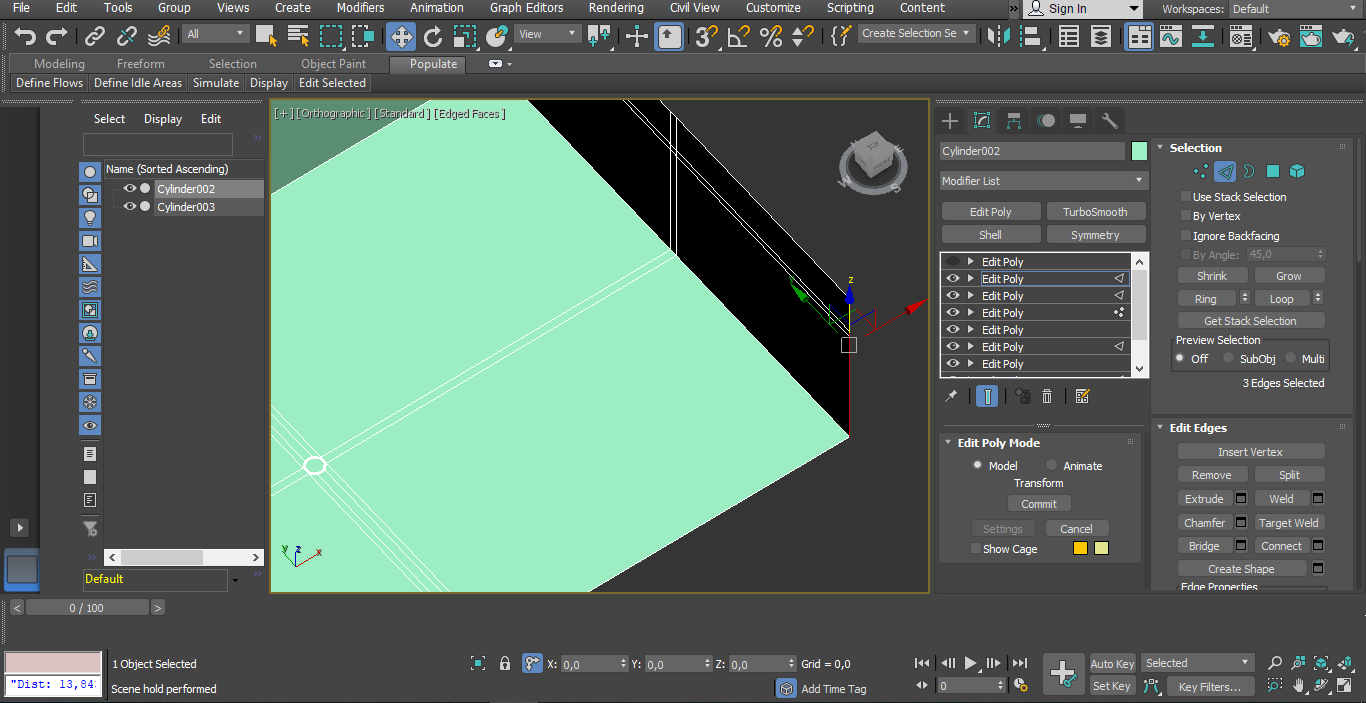 File Edit Tools Group Views Create Modifiers Animation Graph Editors Rendering Civil View Customize Scripting Content » Sign In Workspaces: Default
All View 3 Create Selection Se
Modeling Freeform Selection Object Paint Populate
Define Flows Define Idle Areas Simulate Display Edit Selected
Select Display Edit
Name (Sorted Ascending)
Cylinder002
Cylinder003
Default
[+] [Orthographic] [Standard] [Edged Faces]
W S
z
y z x
Cylinder002
Modifier List
Edit Poly TurboSmooth
Shell Symmetry
Edit Poly
Edit Poly
Edit Poly
Edit Poly
Edit Poly
Edit Poly
Edit Poly
Edit Poly Mode
Model Animate
Transform
Commit
Settings Cancel
Show Cage
Selection
Use Stack Selection
By Vertex
Ignore Backfacing
By Angle: 45,0
Shrink Grow
Ring Loop
Get Stack Selection
Preview Selection
Off SubObj Multi
3 Edges Selected
Edit Edges
Insert Vertex
Remove Split
Extrude Weld
Chamfer Target Weld
Bridge Connect
Create Shape
Edge Properties
< 0 / 100 >
"Dist: 13,84
1 Object Selected
Scene hold performed
X: 0,0 Y: 0,0 Z: 0,0 Grid = 0,0
Add Time Tag
0
Auto Key Selected
Set Key Key Filters...